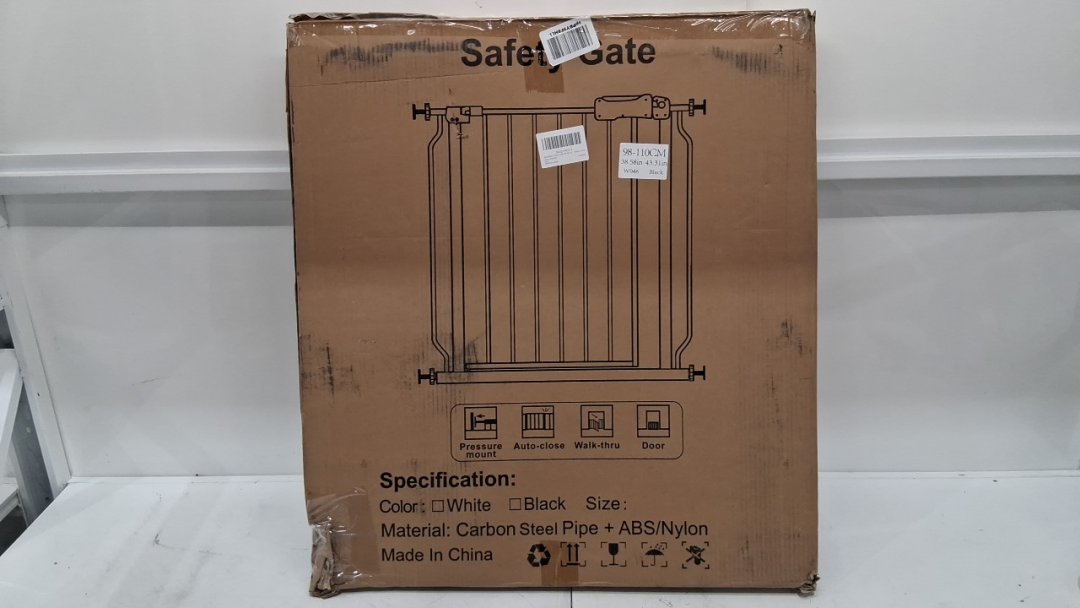 Safety Gate
98-110CM
38.58in-43.31in
W046 Black
Pressure mount
Auto-close
Walk-thru
Door
Specification:
Color: □White □Black Size:
Material: Carbon Steel Pipe + ABS/Nylon
Made In China